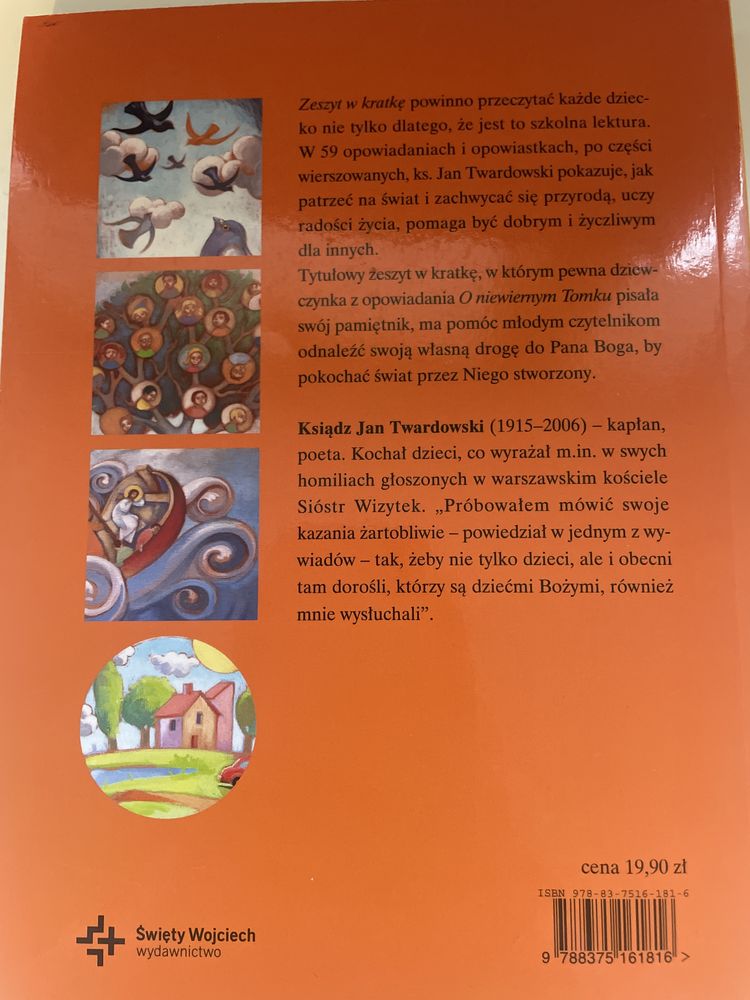 Zeszyt w kratkę powinno przeczytać każde dziec-
ko nie tylko dlatego, że jest to szkolna lektura.
W 59 opowiadaniach i opowiastkach, po części
wierszowanych, ks. Jan Twardowski pokazuje, jak
patrzeć na świat i zachwycać się przyrodą, uczy
radości życia, pomaga być dobrym i życzliwym
dla innych.
Tytułowy zeszyt w kratkę, w którym pewna dziew-
czynka z opowiadania O niewiernym Tomku pisała
swój pamiętnik, ma pomóc młodym czytelnikom
odnaleźć swoją własną drogę do Pana Boga, by
pokochać świat przez Niego stworzony.
Ksiądz Jan Twardowski (1915–2006) – kapłan,
poeta. Kochał dzieci, co wyrażał m.in. w swych
homiliach głoszonych w warszawskim kościele
Sióstr Wizytek. „Próbowałem mówić swoje
kazania żartobliwie – powiedział w jednym z wy-
wiadów – tak, żeby nie tylko dzieci, ale i obecni
tam dorośli, którzy są dziećmi Bożymi, również
mnie wysłuchali”.
cena 19,90 zł
ISBN 978-83-7516-181-6
9 788375 161816 >
Święty Wojciech
wydawnictwo